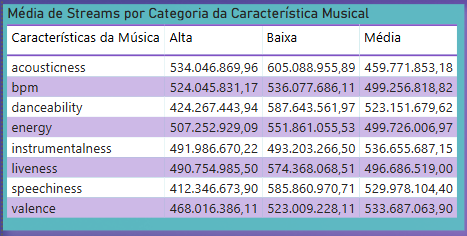 Média de Streams por Categoria da Característica Musical
Características da Música Alta Baixa Média
acousticness 534.046.869,96 605.088.955,89 459.771.853,18
bpm 524.045.831,17 536.077.686,11 499.256.818,82
danceability 424.267.443,94 587.643.561,97 523.151.679,62
energy 507.252.929,09 551.861.055,53 499.726.006,97
instrumentalness 491.986.670,22 493.203.266,50 536.655.687,15
liveness 490.754.985,50 574.368.068,51 496.686.519,00
speechiness 412.346.673,90 585.860.970,71 529.978.104,40
valence 468.016.386,11 523.009.228,11 533.687.063,90